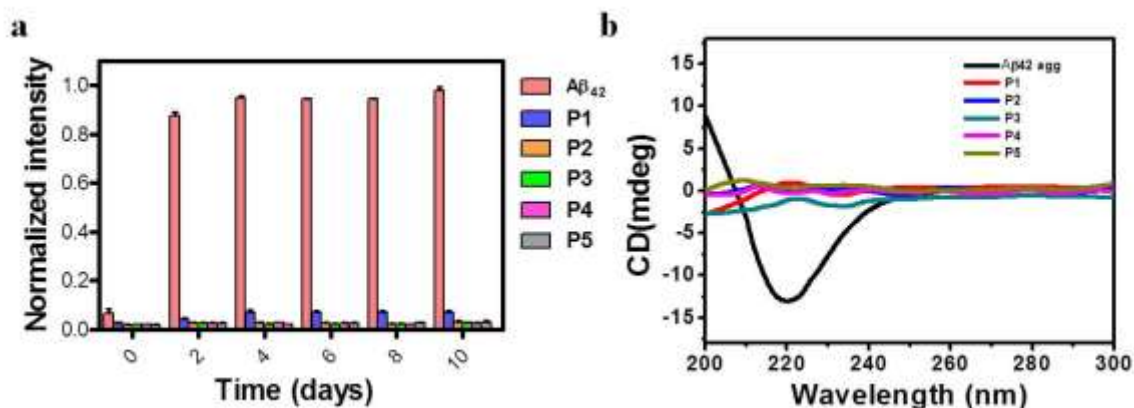 a
Normalized intensity
1.0
0.8
0.6
0.4
0.2
0.0
0
2
4
6
8
10
Time (days)
Aβ₄₂
P1
P2
P3
P4
P5
b
CD(mdeg)
15
10
5
0
-5
-10
-15
200
220
240
260
280
300
Wavelength (nm)
Aβ42 agg
P1
P2
P3
P4
P5